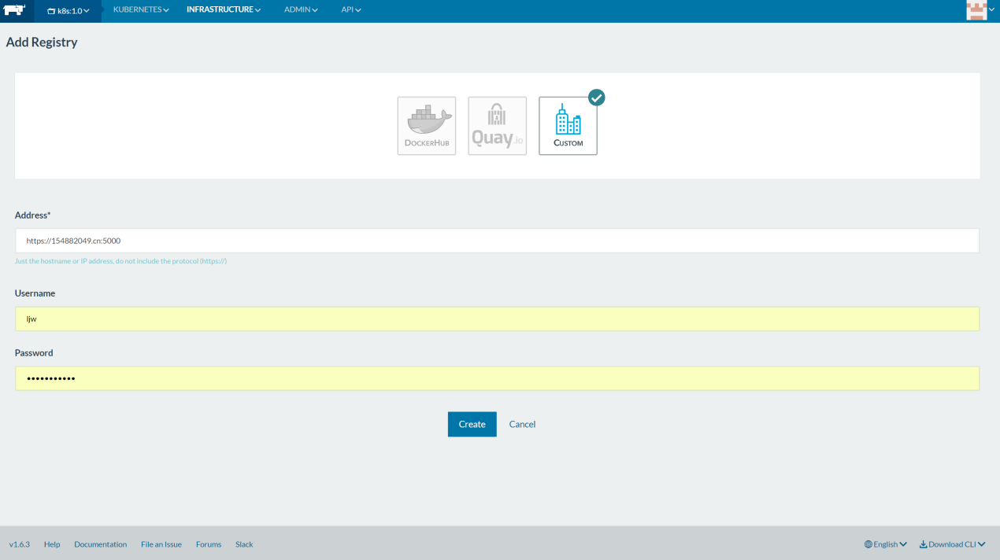 k8s:1.0 KUBERNETES INFRASTRUCTURE ADMIN API
Add Registry
DOCKERHUB Quay.io CUSTOM
Address*
https://154882049.cn:5000
Just the hostname or IP address, do not include the protocol (https://)
Username
ljw
Password
•••••••••••
Create Cancel
v1.6.3 Help Documentation File an Issue Forums Slack English Download CLI